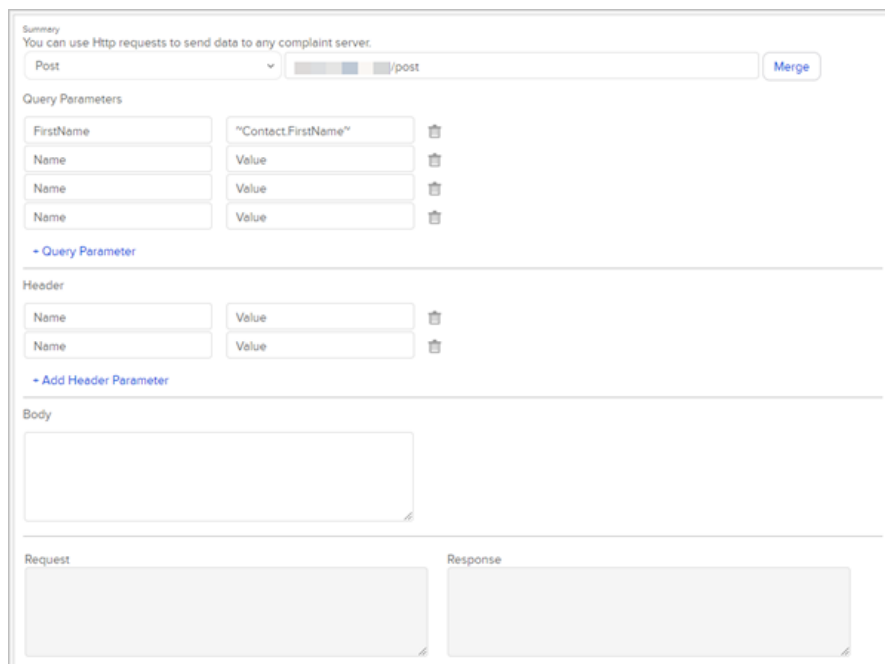 Summary
You can use Http requests to send data to any complaint server.
Post /post Merge
Query Parameters
FirstName ~Contact.FirstName~
Name Value
Name Value
Name Value
+ Query Parameter
Header
Name Value
Name Value
+ Add Header Parameter
Body
Request Response